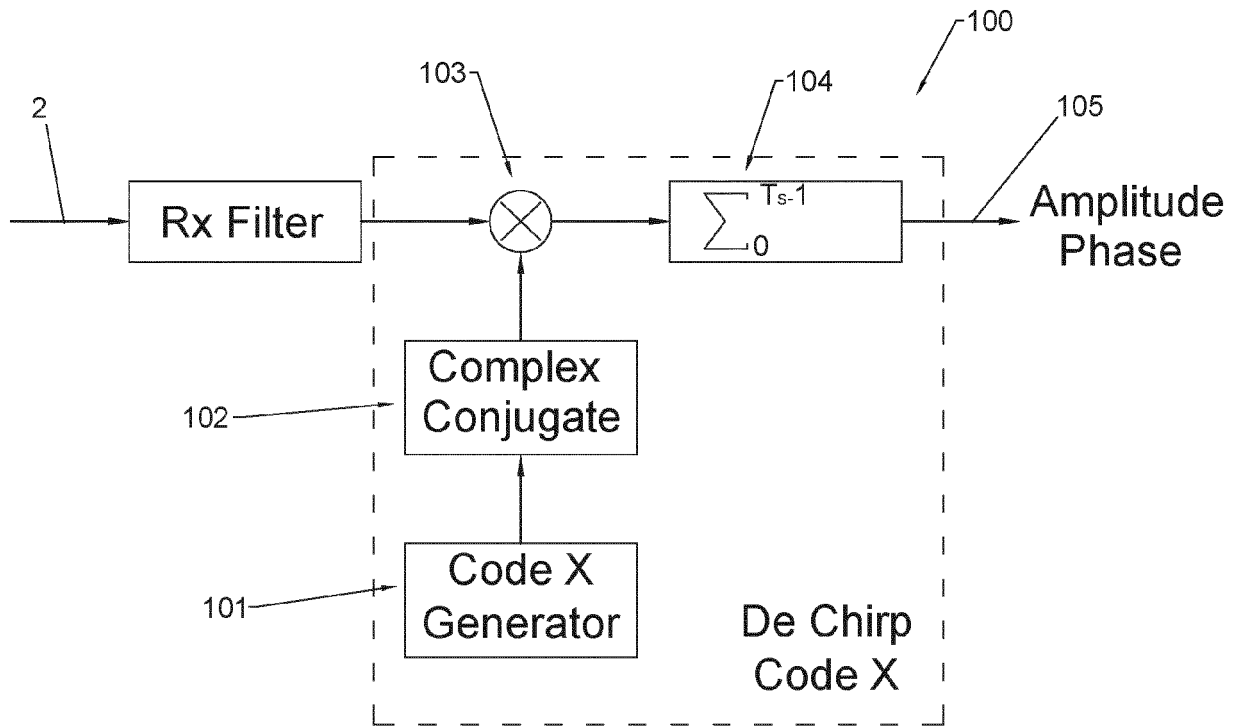 100
103
104
2
105
Rx Filter
∑
Ts-1
0
Amplitude
Phase
Complex
Conjugate
102
Code X
Generator
101
De Chirp
Code X